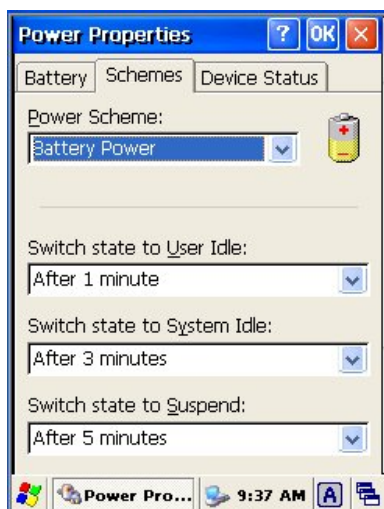 Power Properties ? OK ×
Battery Schemes Device Status
Power Scheme:
Battery Power
Switch state to User Idle:
After 1 minute
Switch state to System Idle:
After 3 minutes
Switch state to Suspend:
After 5 minutes
Power Pro... 9:37 AM A